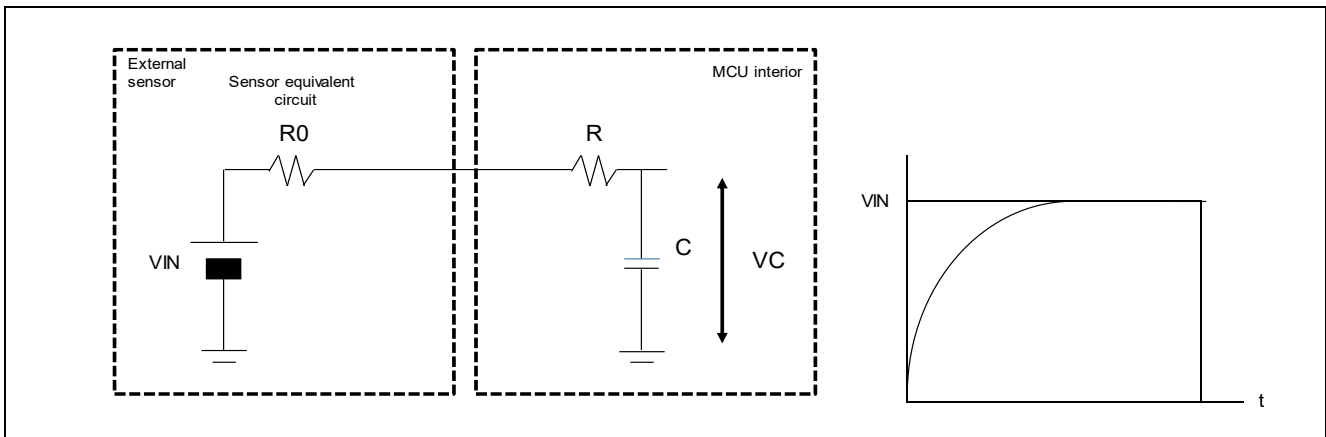 External
sensor
Sensor equivalent
circuit
MCU interior
R0
R
VIN
C
VC
VIN
t